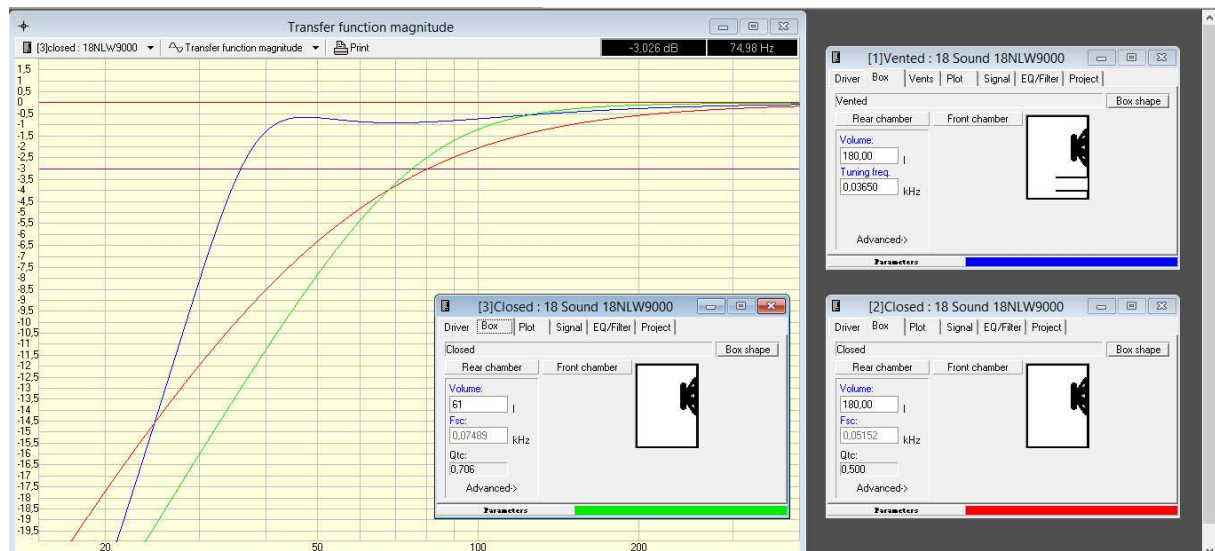 Transfer function magnitude
[3]closed : 18NLW9000 Transfer function magnitude Print -3,026 dB 74,98 Hz
1,5
1
0,5
0
-0,5
-1
-1,5
-2
-2,5
-3
-3,5
-4
-4,5
-5
-5,5
-6
-6,5
-7
-7,5
-8
-8,5
-9
-9,5
-10
-10,5
-11
-11,5
-12
-12,5
-13
-13,5
-14
-14,5
-15
-15,5
-16
-16,5
-17
-17,5
-18
-18,5
-19
-19,5
20 50 100 200
[1]Vented : 18 Sound 18NLW9000
Driver Box Vents Plot Signal EQ/Filter Project
Vented Box shape
Rear chamber Front chamber
Volume:
180,00 l
Tuning freq.
0,03650 kHz
Advanced->
Parameters
[3]Closed : 18 Sound 18NLW9000
Driver Box Plot Signal EQ/Filter Project
Closed Box shape
Rear chamber Front chamber
Volume:
61 l
Fsc:
0,07489 kHz
Qtc:
0,706
Advanced->
Parameters
[2]Closed : 18 Sound 18NLW9000
Driver Box Plot Signal EQ/Filter Project
Closed Box shape
Rear chamber Front chamber
Volume:
180,00 l
Fsc:
0,05152 kHz
Qtc:
0,500
Advanced->
Parameters